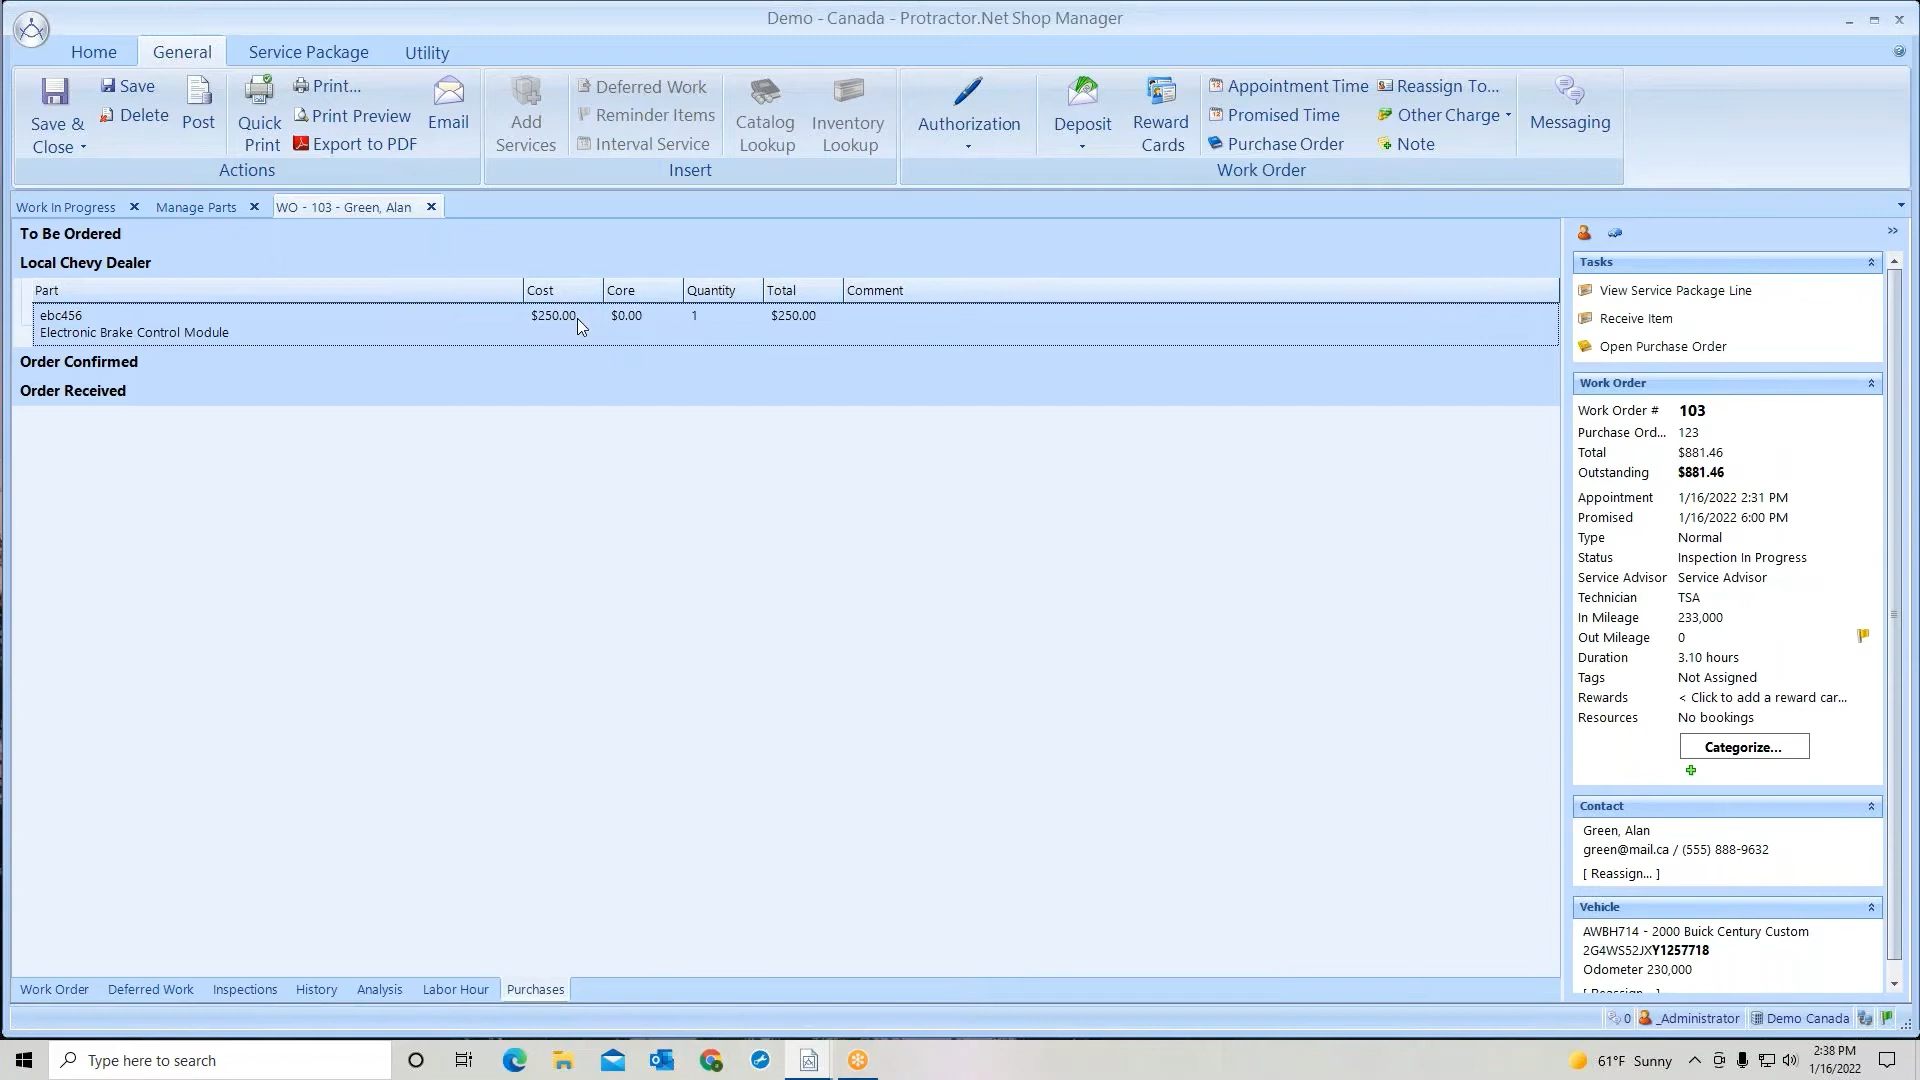 Demo - Canada - Protractor.Net Shop Manager
Home
General
Service Package
Utility
Save & Close
Save
Delete
Post
Quick Print
Print...
Print Preview
Export to PDF
Email
Add Services
Deferred Work
Reminder Items
Interval Service
Catalog Lookup
Inventory Lookup
Authorization
Deposit
Reward Cards
Appointment Time
Promised Time
Purchase Order
Reassign To...
Other Charge
Note
Messaging
Actions
Insert
Work Order
Work In Progress
Manage Parts
WO - 103 - Green, Alan
To Be Ordered
Local Chevy Dealer
Part Cost Core Quantity Total Comment
ebc456 $250.00 $0.00 1 $250.00
Electronic Brake Control Module
Order Confirmed
Order Received
Tasks
View Service Package Line
Receive Item
Open Purchase Order
Work Order
Work Order # 103
Purchase Ord... 123
Total $881.46
Outstanding $881.46
Appointment 1/16/2022 2:31 PM
Promised 1/16/2022 6:00 PM
Type Normal
Status Inspection In Progress
Service Advisor Service Advisor
Technician TSA
In Mileage 233,000
Out Mileage 0
Duration 3.10 hours
Tags Not Assigned
Rewards < Click to add a reward car...
Resources No bookings
Categorize...
Contact
Green, Alan
green@mail.ca / (555) 888-9632
[ Reassign... ]
Vehicle
AWBH714 - 2000 Buick Century Custom
2G4WS52JXY1257718
Odometer 230,000
[ Reassign... ]
Work Order
Deferred Work
Inspections
History
Analysis
Labor Hour
Purchases
0
_Administrator
Demo Canada
Type here to search
61°F Sunny
2:38 PM
1/16/2022